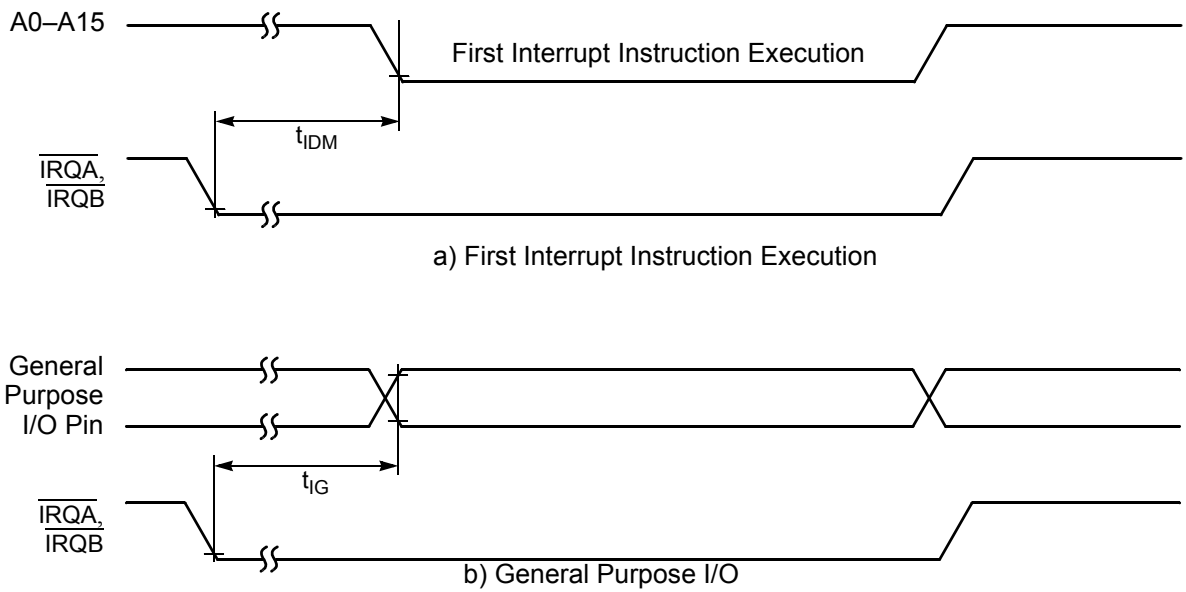 A0–A15
First Interrupt Instruction Execution
tIDM
IRQA,
IRQB
a) First Interrupt Instruction Execution
General
Purpose
I/O Pin
tIG
IRQA,
IRQB
b) General Purpose I/O